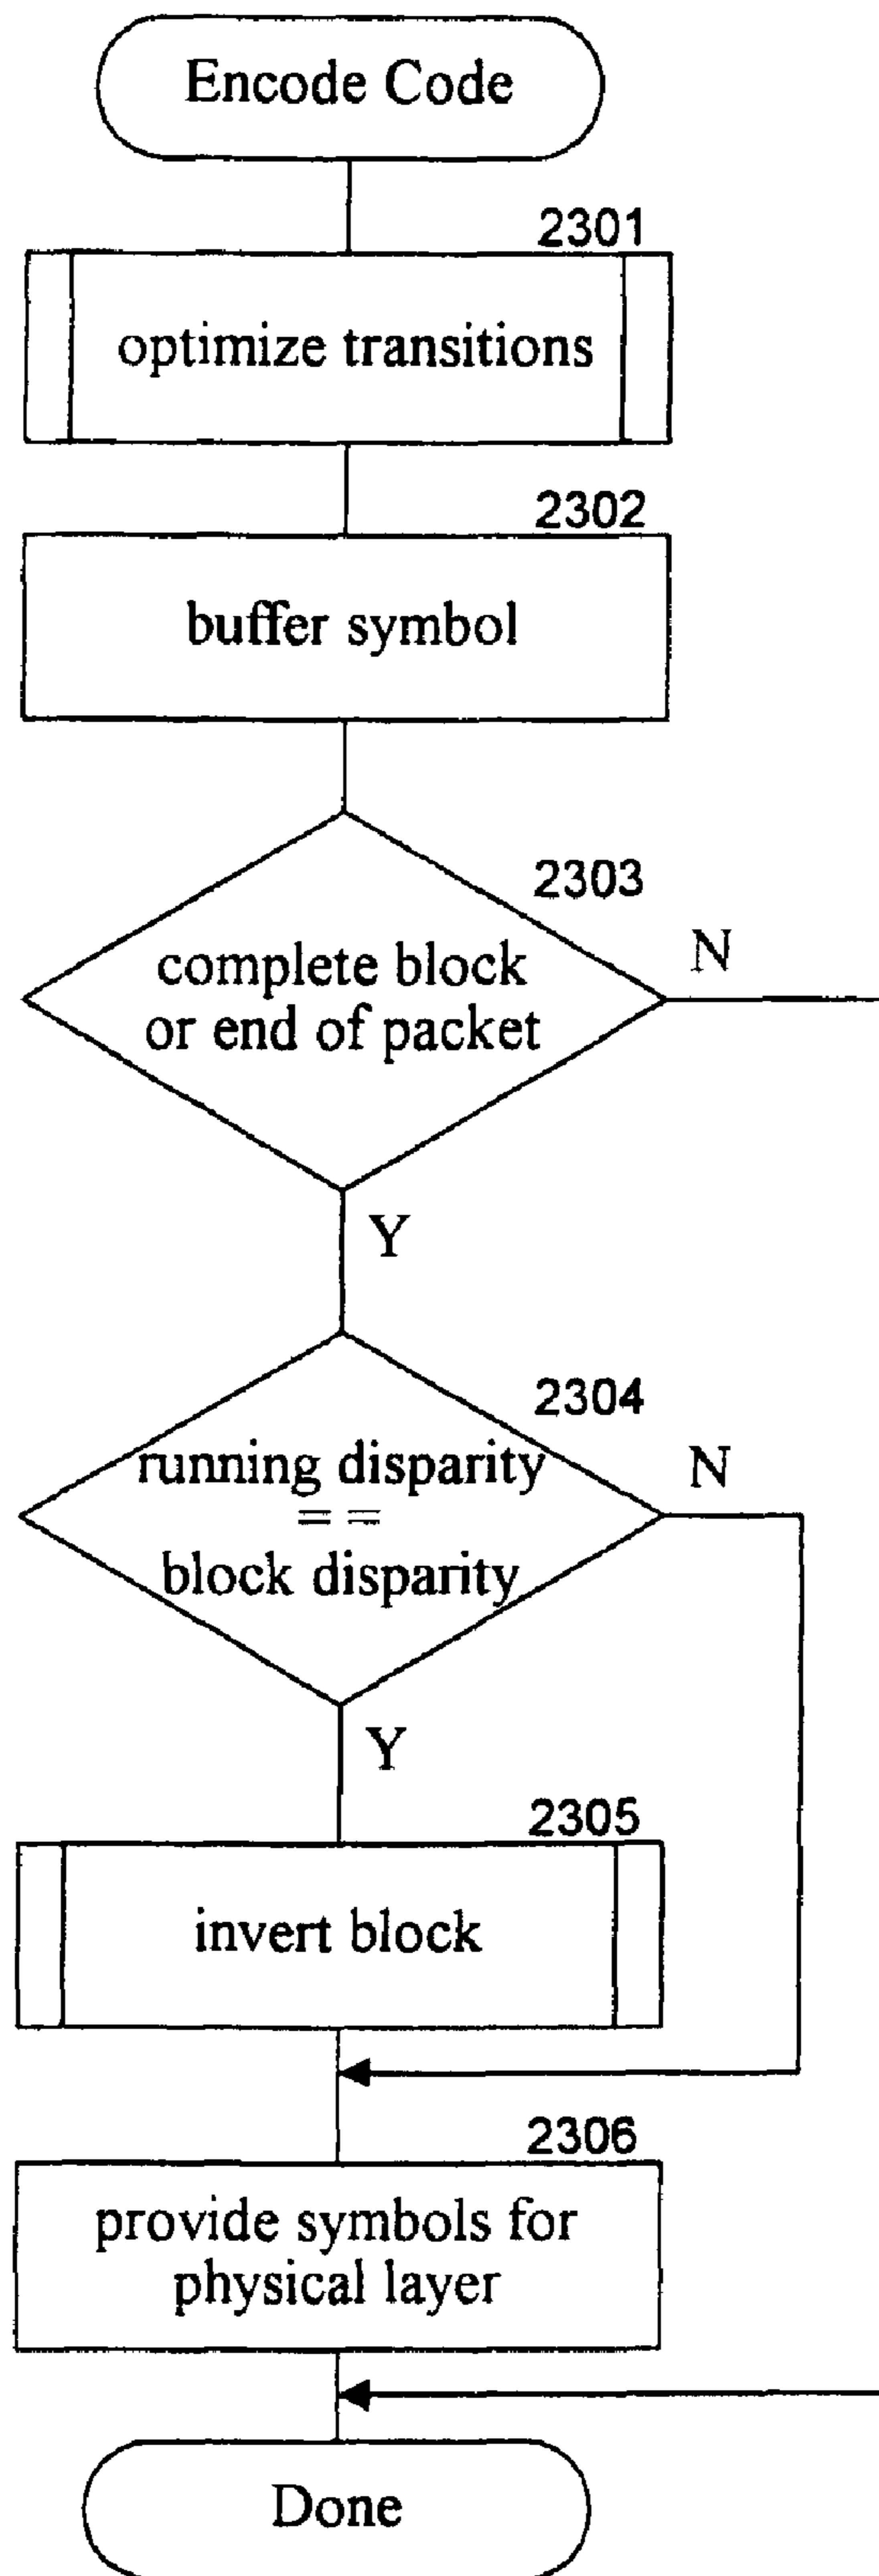 Encode Code
2301
optimize transitions
2302
buffer symbol
2303
complete block
or end of packet
N
Y
2304
running disparity
==
block disparity
N
Y
2305
invert block
2306
provide symbols for
physical layer
Done